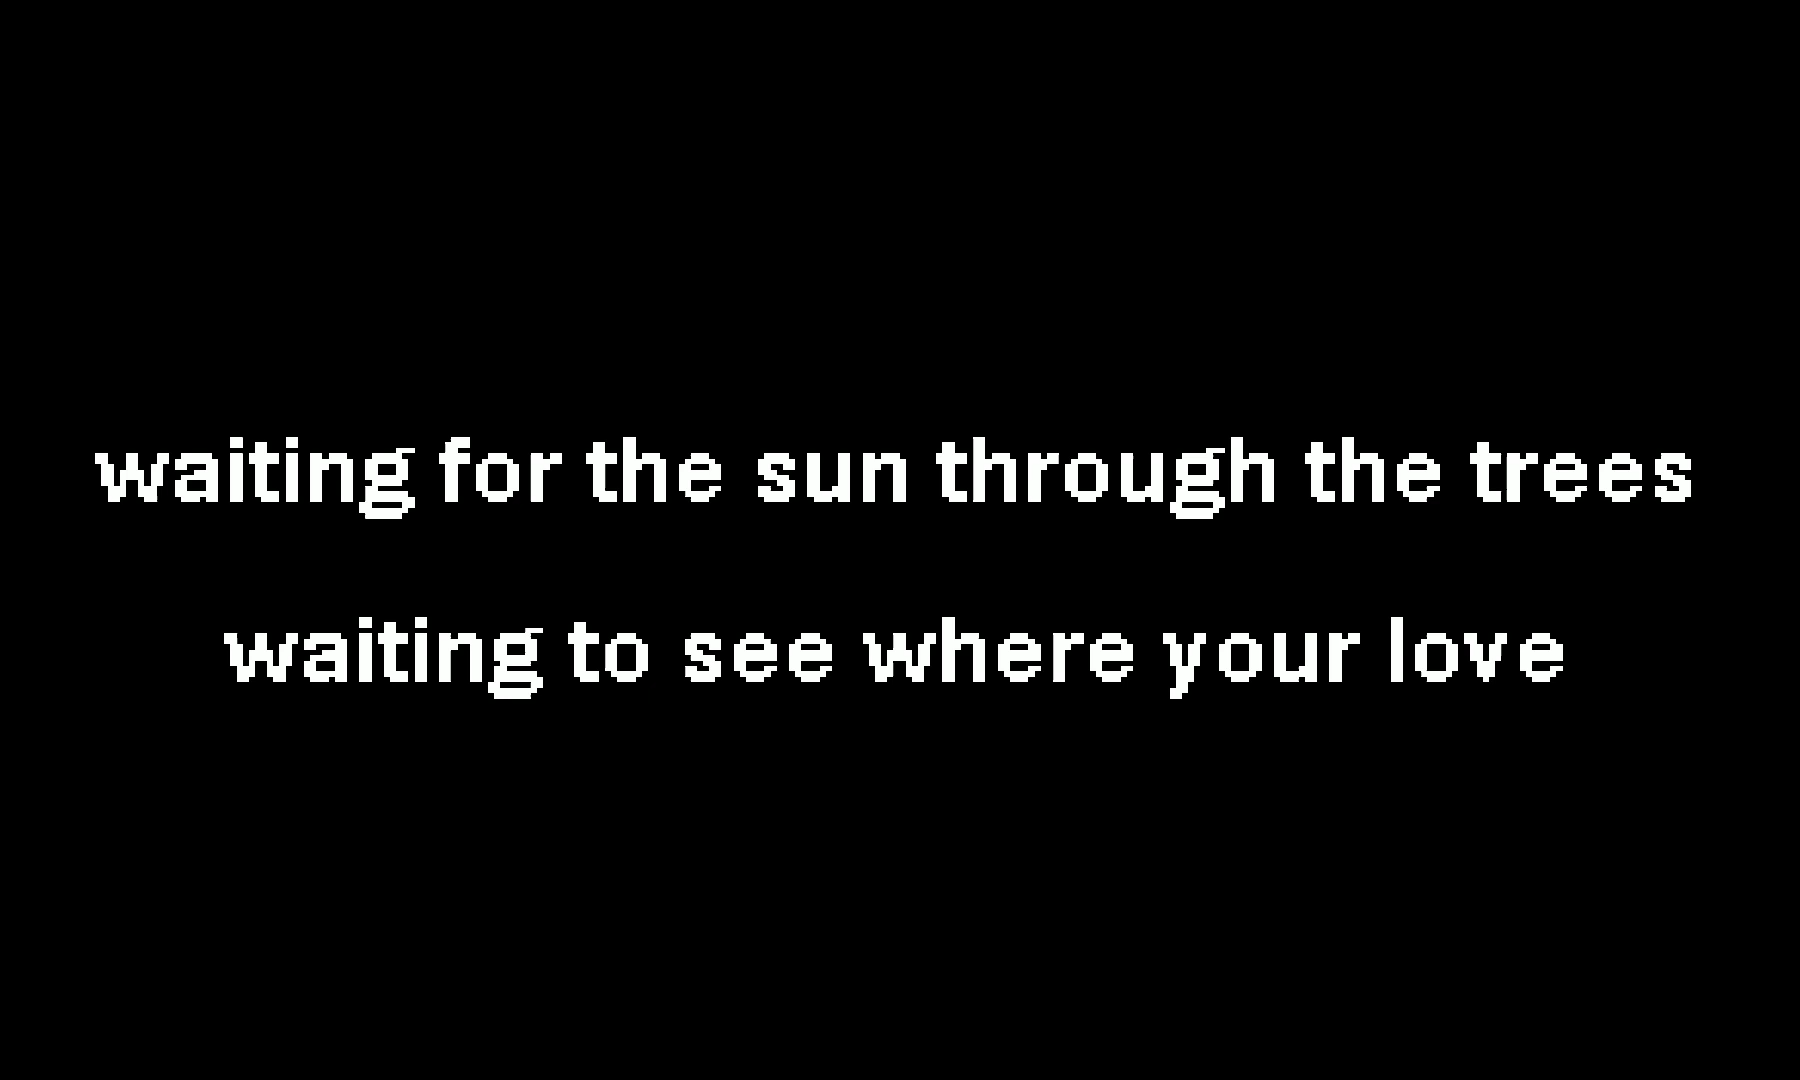 waiting for the sun through the trees
waiting to see where your love